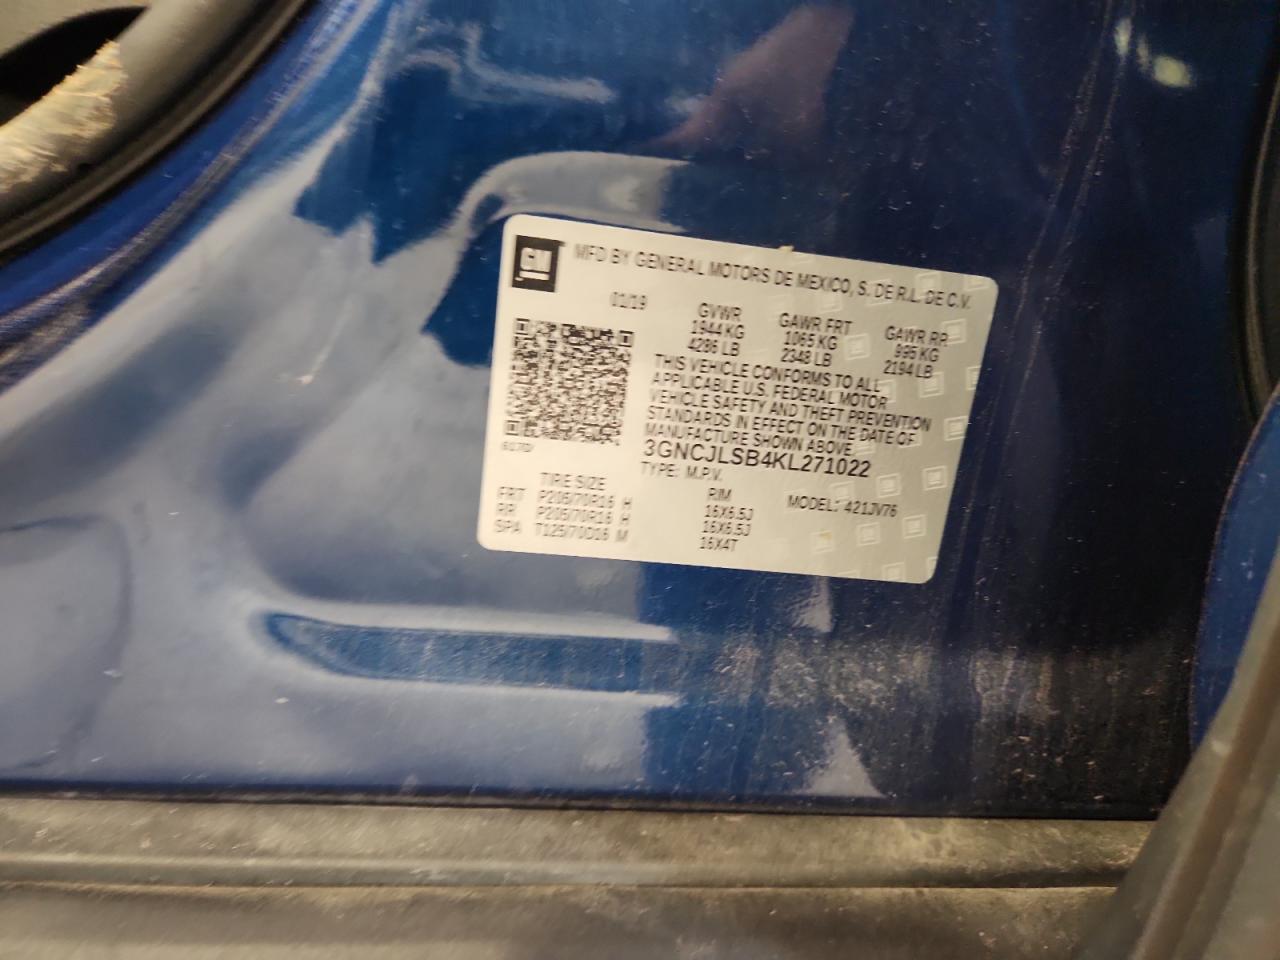 GM
MFD BY GENERAL MOTORS DE MEXICO, S. DE R.L. DE C.V.
01/19
GVWR GAWR FRT GAWR RR
1944 KG 1065 KG 995 KG
4286 LB 2348 LB 2194 LB
THIS VEHICLE CONFORMS TO ALL
APPLICABLE U.S. FEDERAL MOTOR
VEHICLE SAFETY AND THEFT PREVENTION
STANDARDS IN EFFECT ON THE DATE OF
MANUFACTURE SHOWN ABOVE.
3GNCJLSB4KL271022
TYPE: M.P.V. MODEL: 421JV76
TIRE SIZE RIM
FRT P205/70R16 H 16X6.5J
RR P205/70R16 H 16X6.5J
SPA T125/70D16 M 16X4T